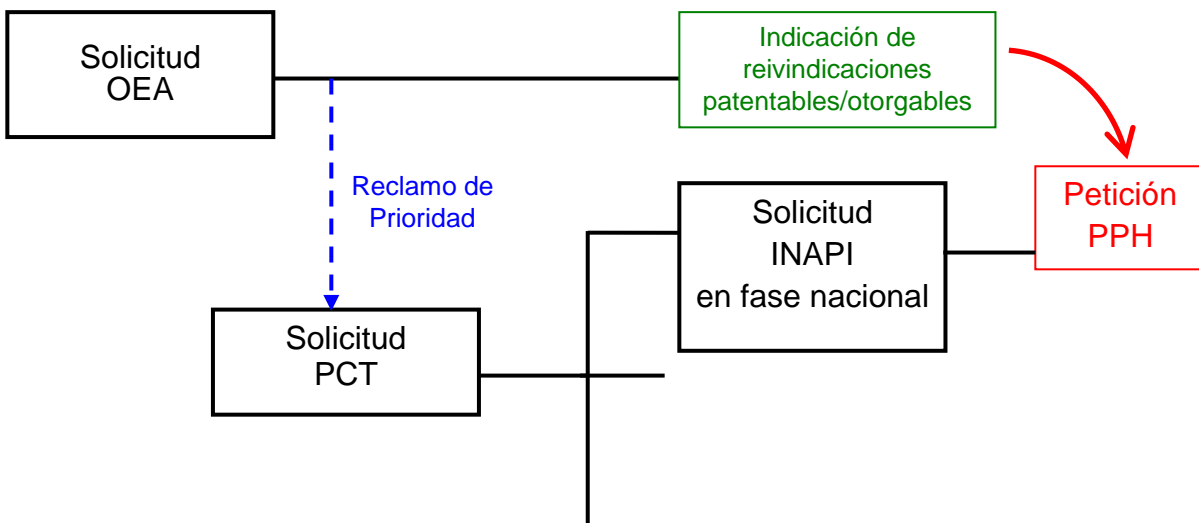 Solicitud
OEA
Indicación de
reivindicaciones
patentables/otorgables
Reclamo de
Prioridad
Solicitud
INAPI
en fase nacional
Petición
PPH
Solicitud
PCT